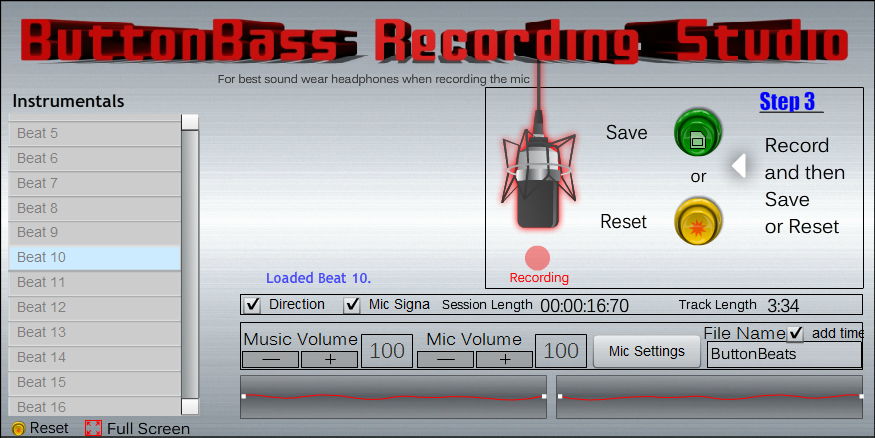 ButtonBass Recording Studio
For best sound wear headphones when recording the mic
Instrumentals
Beat 5
Beat 6
Beat 7
Beat 8
Beat 9
Beat 10
Beat 11
Beat 12
Beat 13
Beat 14
Beat 15
Beat 16
Reset
Full Screen
Step 3
Save
or
Reset
Record
and then
Save
or Reset
Recording
Loaded Beat 10.
Direction Mic Signa Session Length 00:00:16:70 Track Length 3:34
Music Volume
— + 100
Mic Volume
— + 100
Mic Settings
File Name add time
ButtonBeats